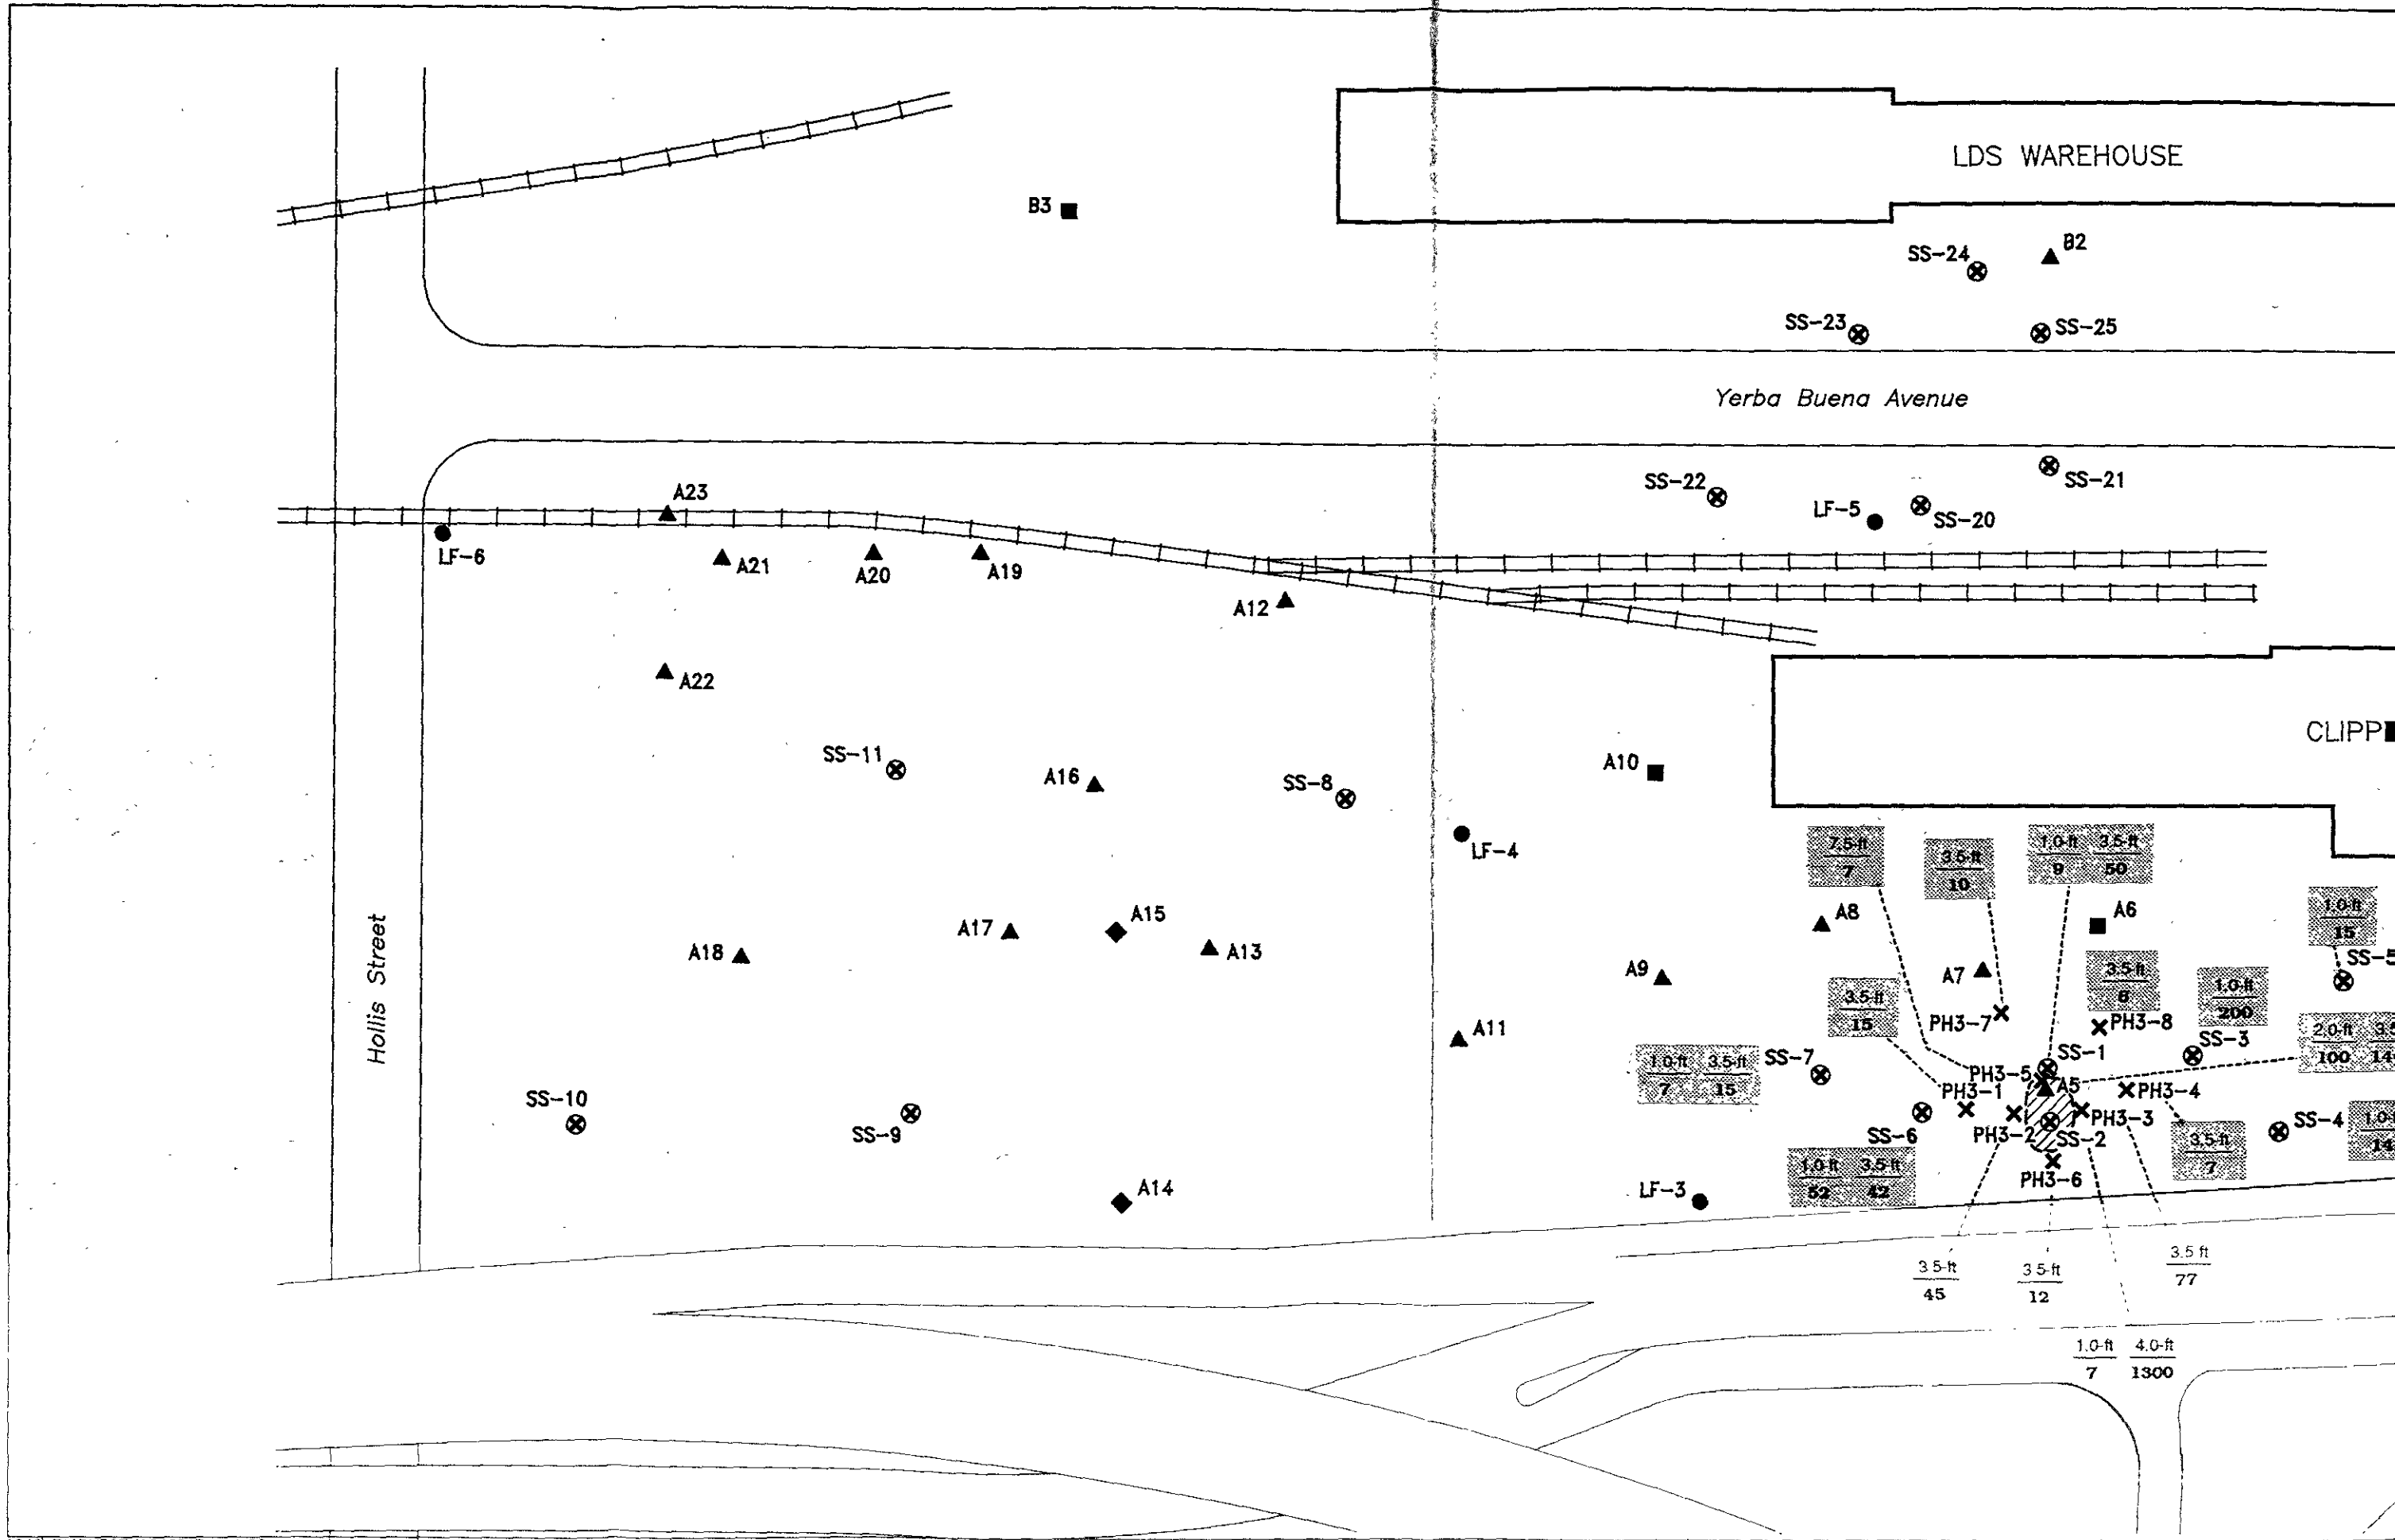 LDS WAREHOUSE
B3
B2
SS-24
SS-23
SS-25
Yerba Buena Avenue
SS-21
SS-22
A23
LF-5
SS-20
LF-6
A21
A20
A19
A12
A22
CLIPP
SS-11
A16
SS-8
A10
LF-4
7.5-ft
7
3.5-ft
10
1.0-ft 3.5-ft
9 50
A15
A8
A6
1.0-ft
15
A17
A18
A13
SS-5
Hollis Street
A9
A7
3.5-ft
1.0-ft
200
3.5-ft
15
PH3-7
PH3-8
A11
2.0-ft
100
SS-3
SS-1
SS-7
1.0-ft 3.5-ft
7 15
PH3-5
A5
PH3-1
PH3-4
SS-10
SS-9
SS-6
PH3-2
PH3-3
SS-2
SS-4
3.5-ft
7
1.0-ft 3.5-ft
52 42
PH3-6
A14
LF-3
3.5-ft
45
3.5-ft
12
3.5 ft
77
1.0-ft 4.0-ft
7 1300